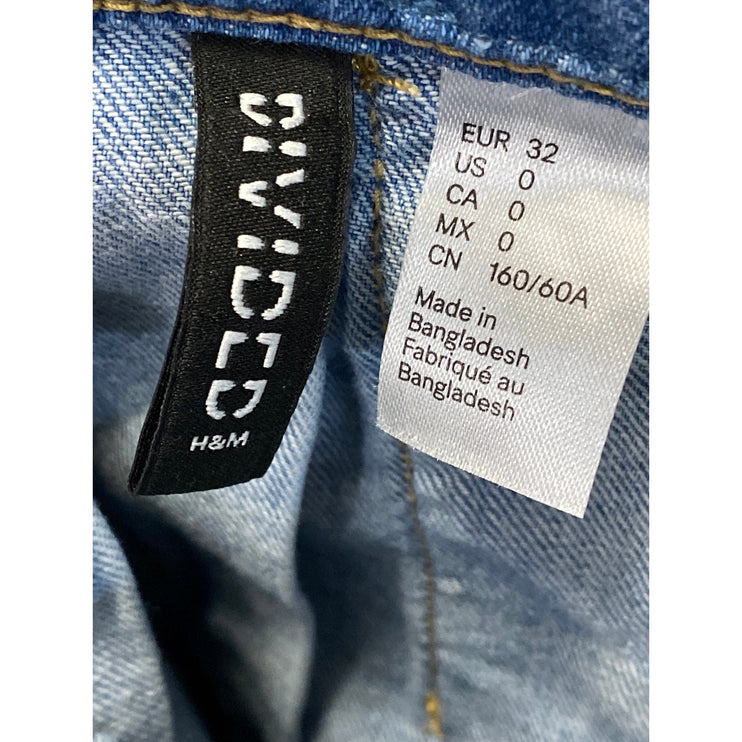 DIVIDED
H&M
EUR 32
US 0
CA 0
MX 0
CN 160/60A
Made in
Bangladesh
Fabriqué au
Bangladesh